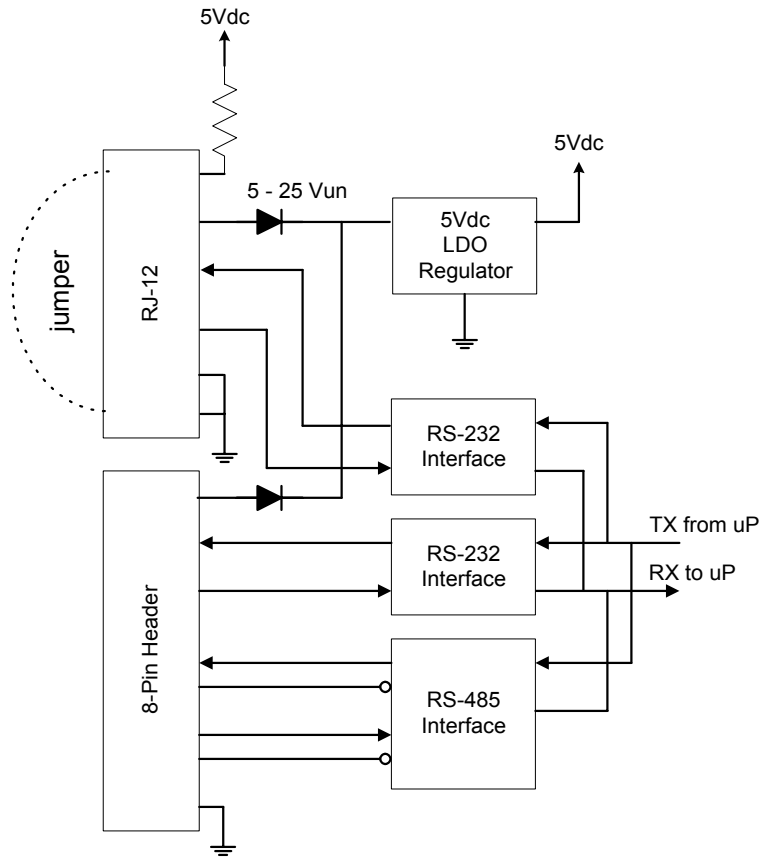 5Vdc
5Vdc
5 - 25 Vun
5Vdc
LDO
Regulator
jumper
RJ-12
RS-232
Interface
TX from uP
RS-232
Interface
RX to uP
8-Pin Header
RS-485
Interface